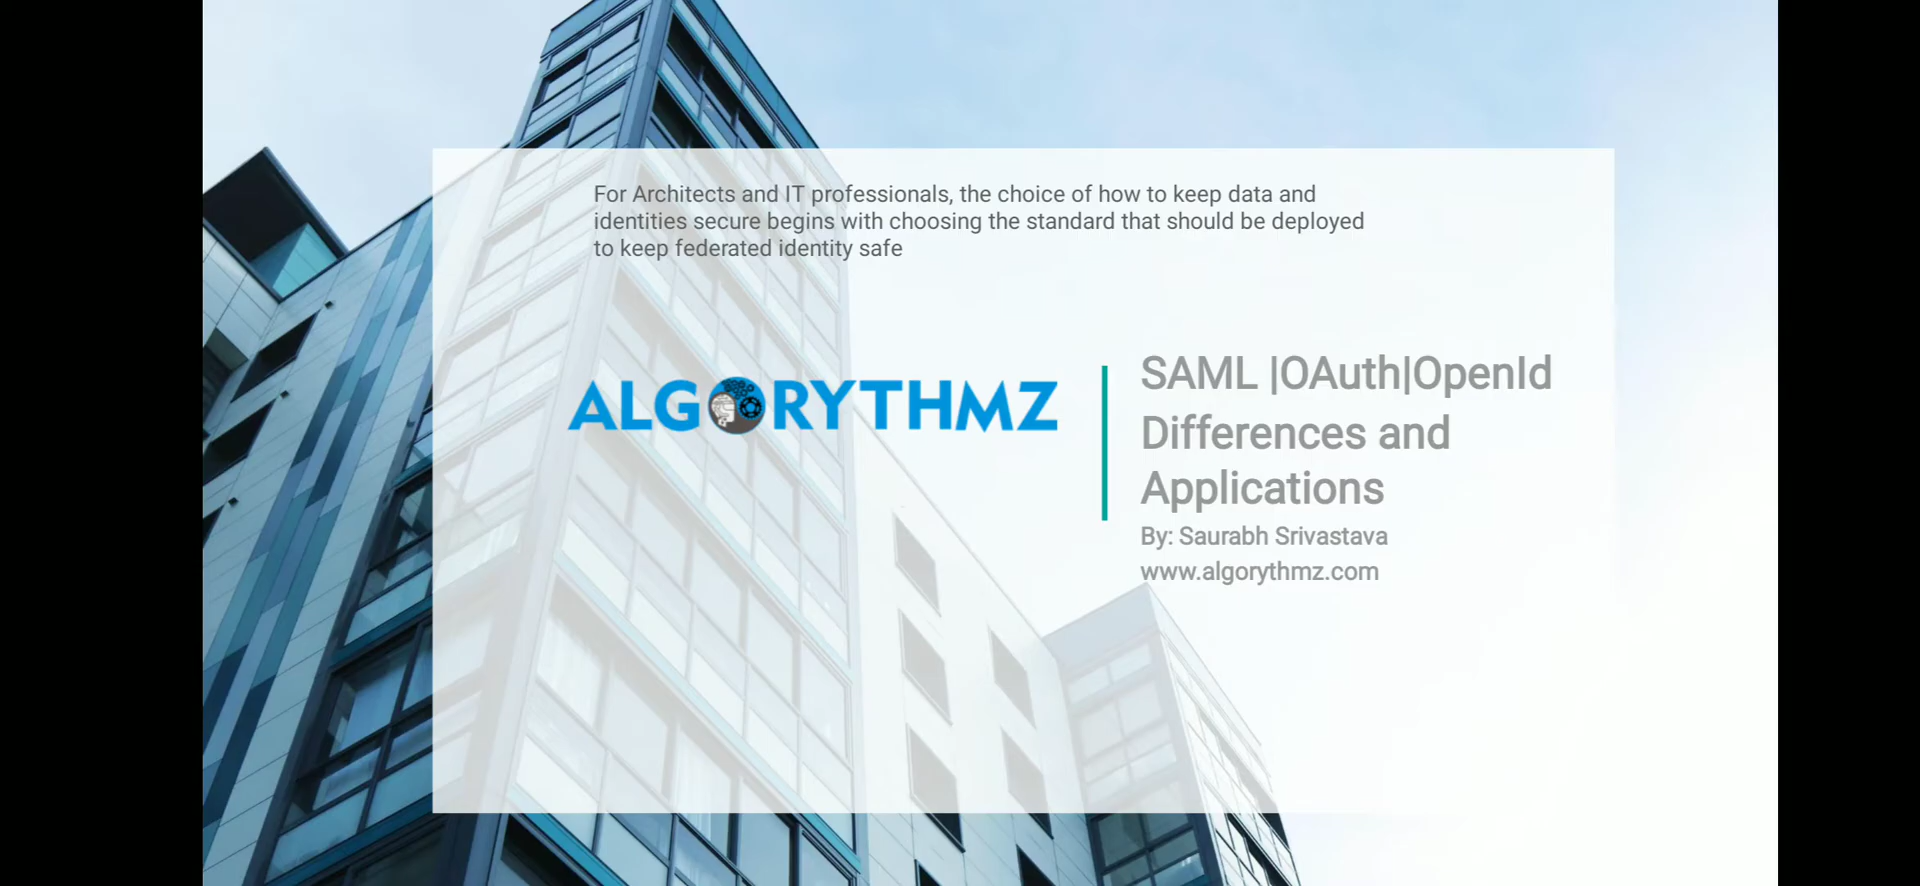 For Architects and IT professionals, the choice of how to keep data and
identities secure begins with choosing the standard that should be deployed
to keep federated identity safe
ALGORYTHMZ
SAML |OAuth|OpenId
Differences and
Applications
By: Saurabh Srivastava
www.algorythmz.com